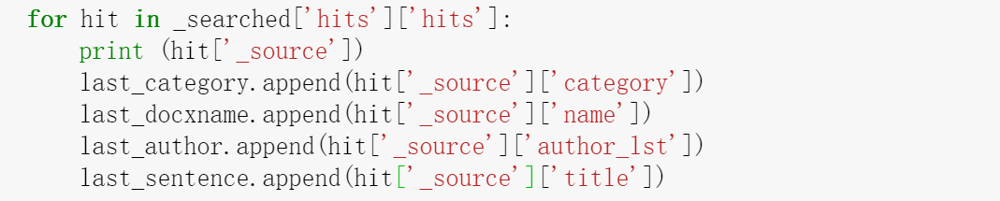 for hit in _searched['hits']['hits']:
    print (hit['_source'])
    last_category.append(hit['_source']['category'])
    last_docxname.append(hit['_source']['name'])
    last_author.append(hit['_source']['author_lst'])
    last_sentence.append(hit['_source']['title'])